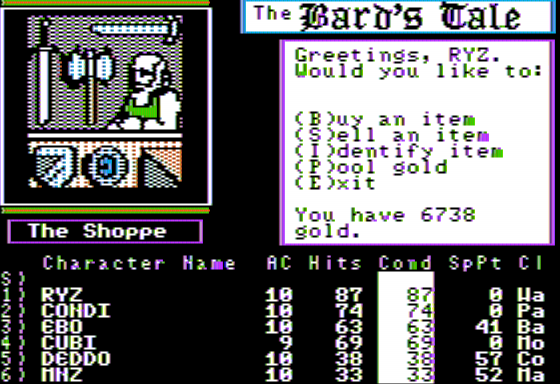 The Bard's Tale
Greetings, RYZ.
Would you like to:
(B)uy an item
(S)ell an item
(I)dentify item
(P)ool gold
(E)xit
You have 6738
gold.
The Shoppe
Character Name AC Hits Cond SpPt Cl
S)
1) RYZ 10 87 87 0 Wa
2) CONDI 10 74 74 0 Pa
3) EBO 10 63 63 41 Ba
4) CUBI 9 69 69 0 Mo
5) DEDDO 10 38 38 57 Co
6) MNZ 10 33 33 52 Ma